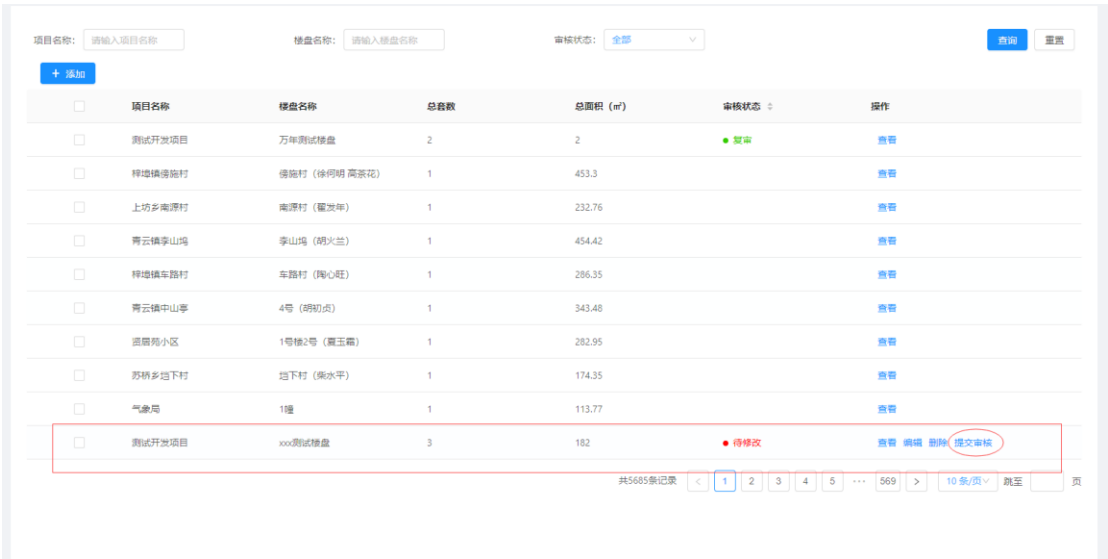 项目名称： 请输入项目名称 楼盘名称： 请输入楼盘名称 审核状态： 全部 查询 重置
+ 添加
项目名称 楼盘名称 总套数 总面积（㎡） 审核状态 操作
测试开发项目 万年测试楼盘 2 2 复审 查看
梓埠镇傍施村 傍施村（徐何明 高茶花） 1 453.3 查看
上坊乡南源村 南源村（翟发年） 1 232.76 查看
青云镇李山坞 李山坞（胡火兰） 1 454.42 查看
梓埠镇车路村 车路村（陶心旺） 1 286.35 查看
青云镇中山亭 4号（胡初贞） 1 343.48 查看
贤居苑小区 1号楼2号（夏玉霜） 1 282.95 查看
苏桥乡垱下村 垱下村（柴水平） 1 174.35 查看
气象局 1幢 1 113.77 查看
测试开发项目 xxx测试楼盘 3 182 待修改 查看 编辑 删除 提交审核
共5685条记录 < 1 2 3 4 5 ··· 569 > 10 条/页 跳至 页